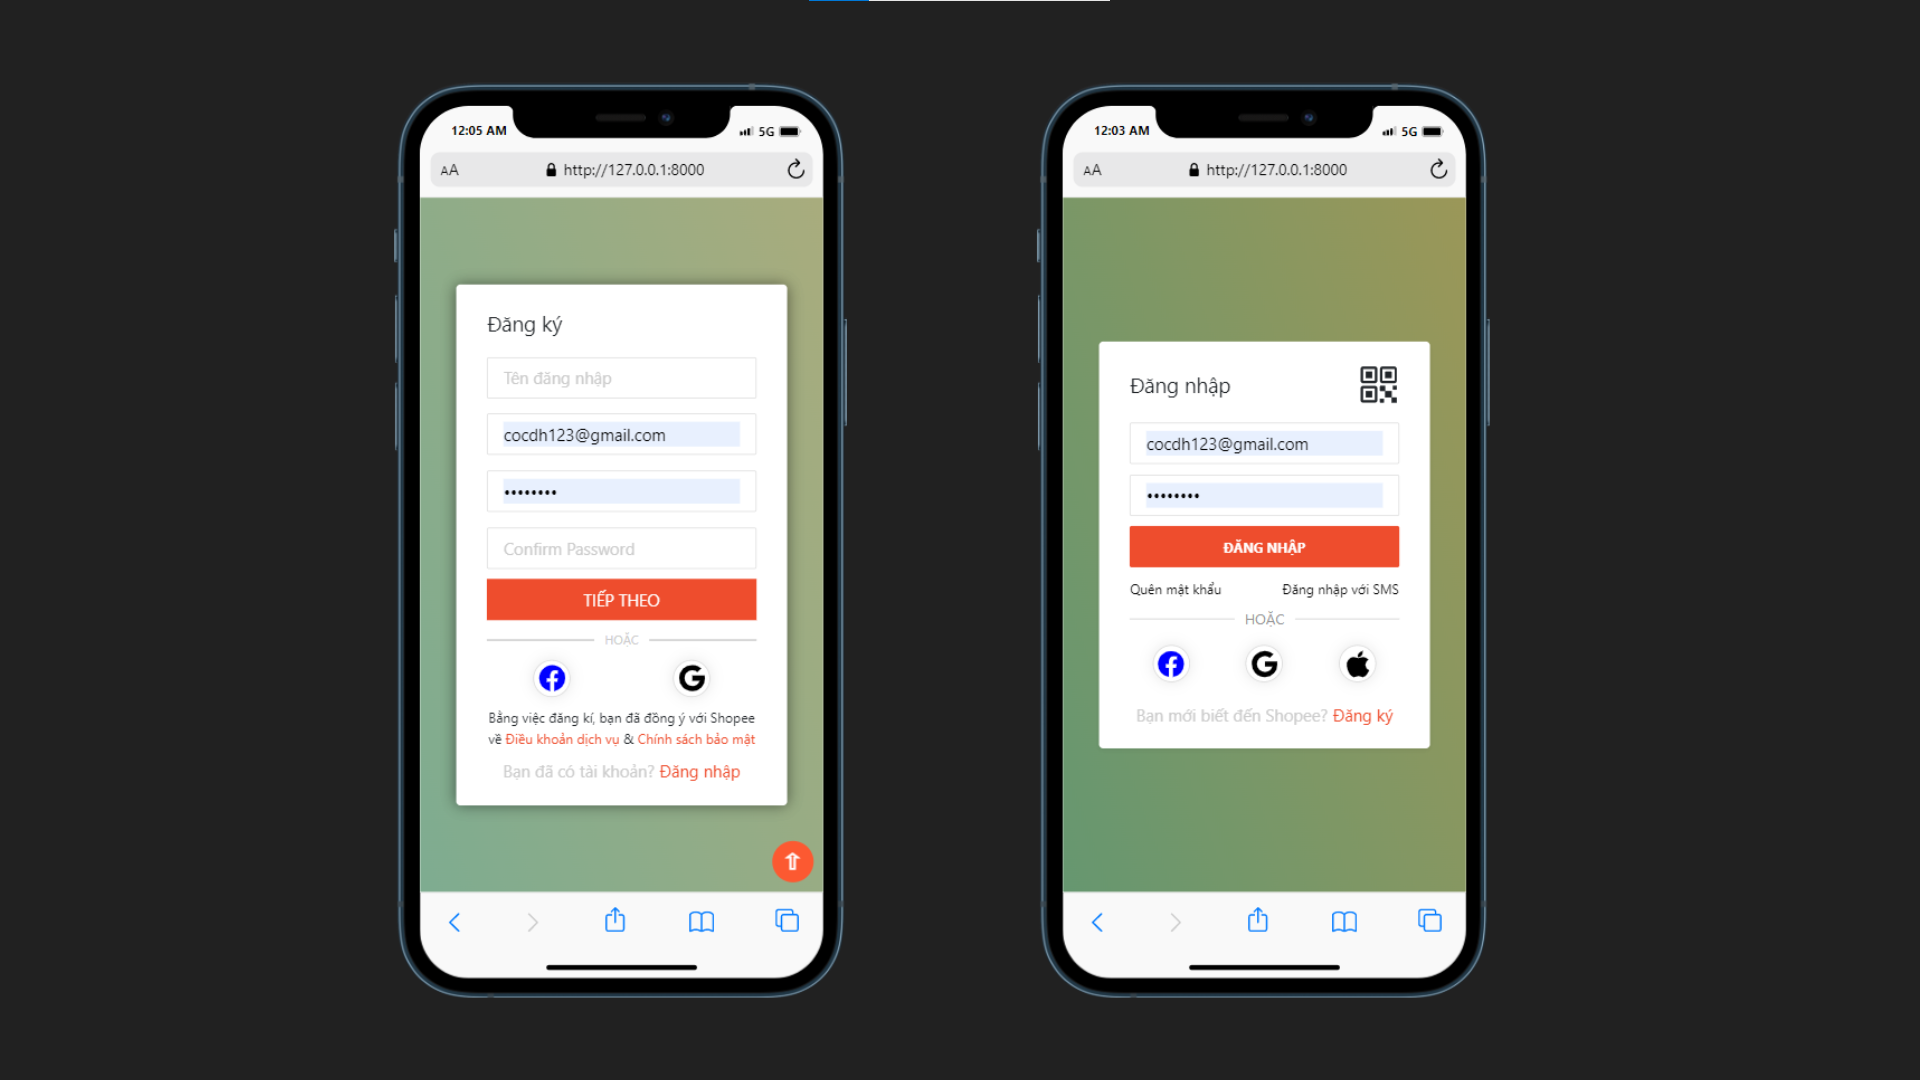 12:05 AM
5G
AA
http://127.0.0.1:8000
Đăng ký
Tên đăng nhập
cocdh123@gmail.com
••••••••
Confirm Password
TIẾP THEO
HOẶC
Bằng việc đăng kí, bạn đã đồng ý với Shopee
về Điều khoản dịch vụ & Chính sách bảo mật
Bạn đã có tài khoản? Đăng nhập
12:03 AM
5G
AA
http://127.0.0.1:8000
Đăng nhập
cocdh123@gmail.com
••••••••
ĐĂNG NHẬP
Quên mật khẩu
Đăng nhập với SMS
HOẶC
Bạn mới biết đến Shopee? Đăng ký